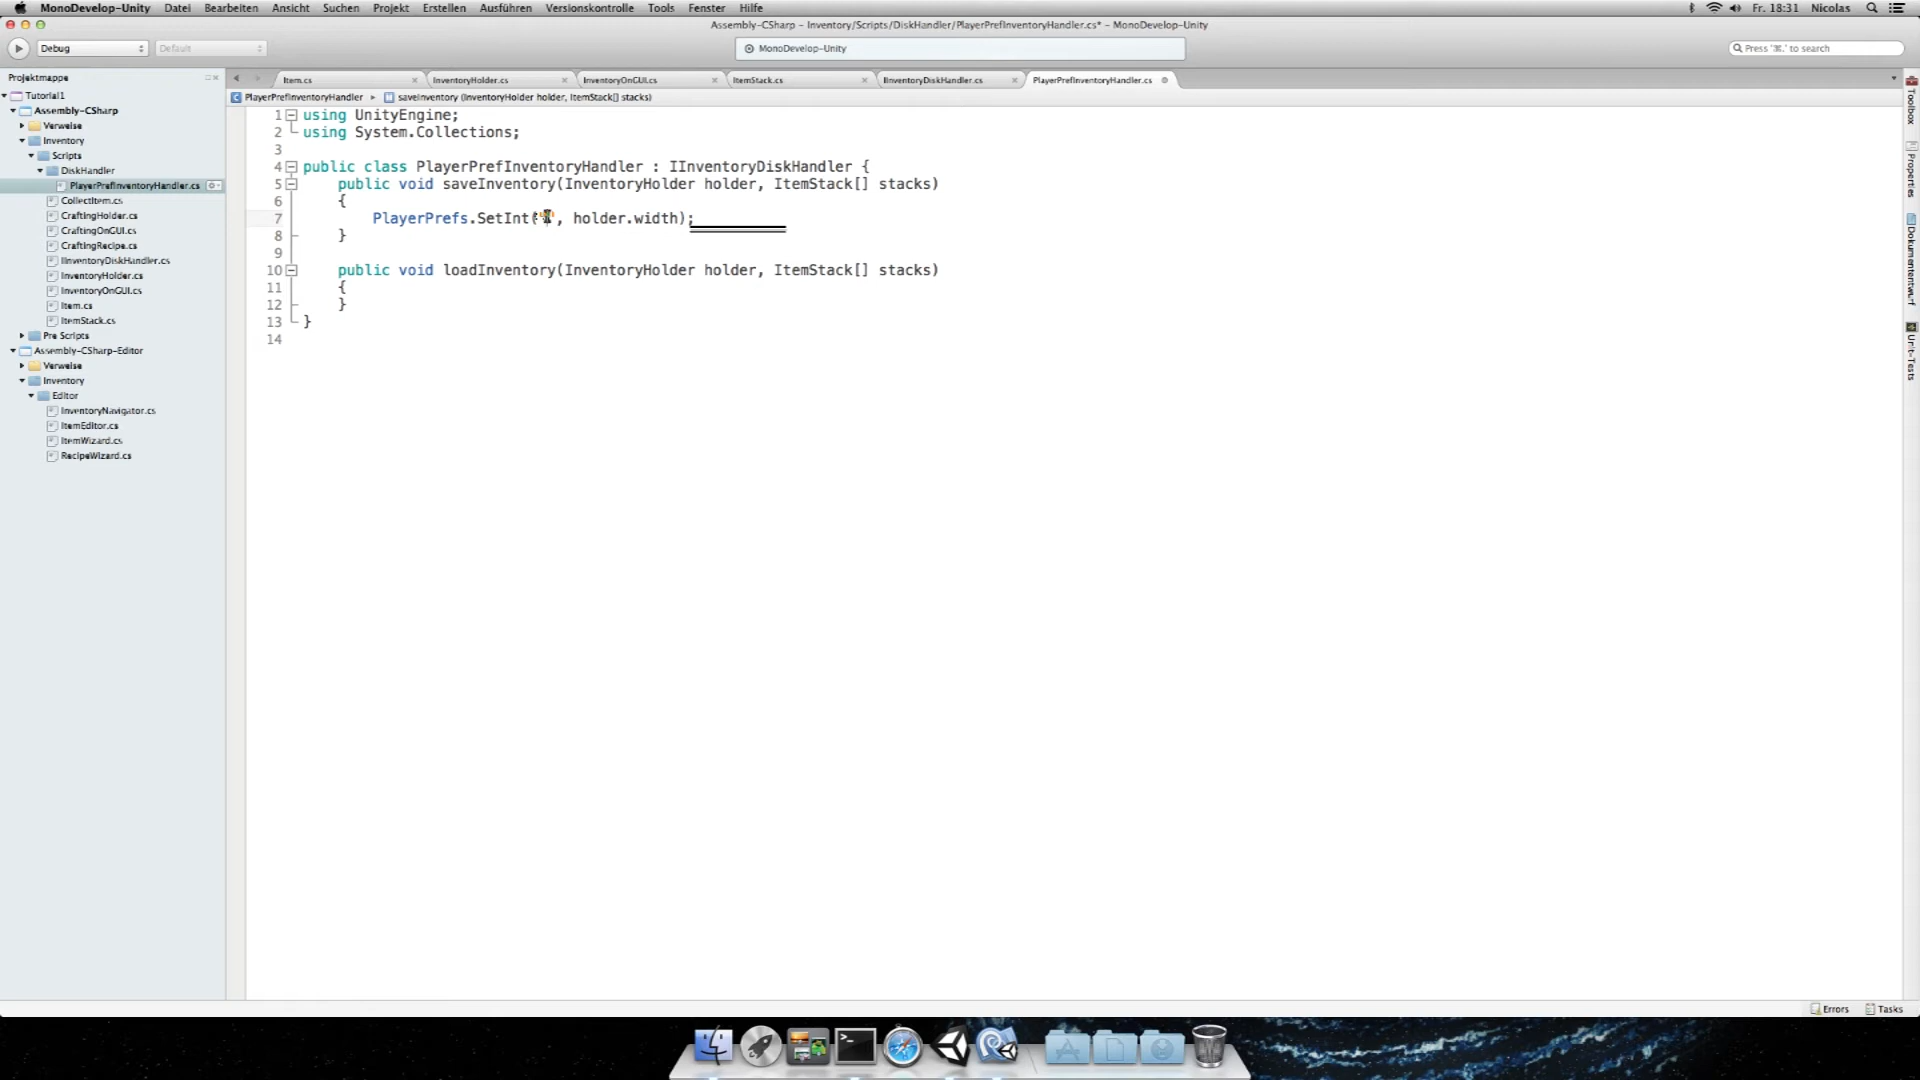 MonoDevelop-Unity Datei Bearbeiten Ansicht Suchen Projekt Erstellen Ausführen Versionskontrolle Tools Fenster Hilfe Fr. 18:31 Nicolas
Assembly-CSharp – Inventory/Scripts/DiskHandler/PlayerPrefInventoryHandler.cs* – MonoDevelop-Unity
Debug Default MonoDevelop-Unity Press '⌘.' to search
Projektmappe
Item.cs InventoryHolder.cs InventoryOnGUI.cs ItemStack.cs IInventoryDiskHandler.cs PlayerPrefInventoryHandler.cs
PlayerPrefInventoryHandler saveInventory (InventoryHolder holder, ItemStack[] stacks)
Tutorial1
Assembly-CSharp
Verweise
Inventory
Scripts
DiskHandler
PlayerPrefInventoryHandler.cs
CollectItem.cs
CraftingHolder.cs
CraftingOnGUI.cs
CraftingRecipe.cs
IInventoryDiskHandler.cs
InventoryHolder.cs
InventoryOnGUI.cs
Item.cs
ItemStack.cs
Pre Scripts
Assembly-CSharp-Editor
Verweise
Inventory
Editor
InventoryNavigator.cs
ItemEditor.cs
ItemWizard.cs
RecipeWizard.cs
1 using UnityEngine;
2 using System.Collections;
3
4 public class PlayerPrefInventoryHandler : IInventoryDiskHandler {
5 public void saveInventory(InventoryHolder holder, ItemStack[] stacks)
6 {
7 PlayerPrefs.SetInt("", holder.width);
8 }
9
10 public void loadInventory(InventoryHolder holder, ItemStack[] stacks)
11 {
12 }
13 }
14
Toolbox
Properties
Dokumententwurf
Unit-Tests
Errors Tasks